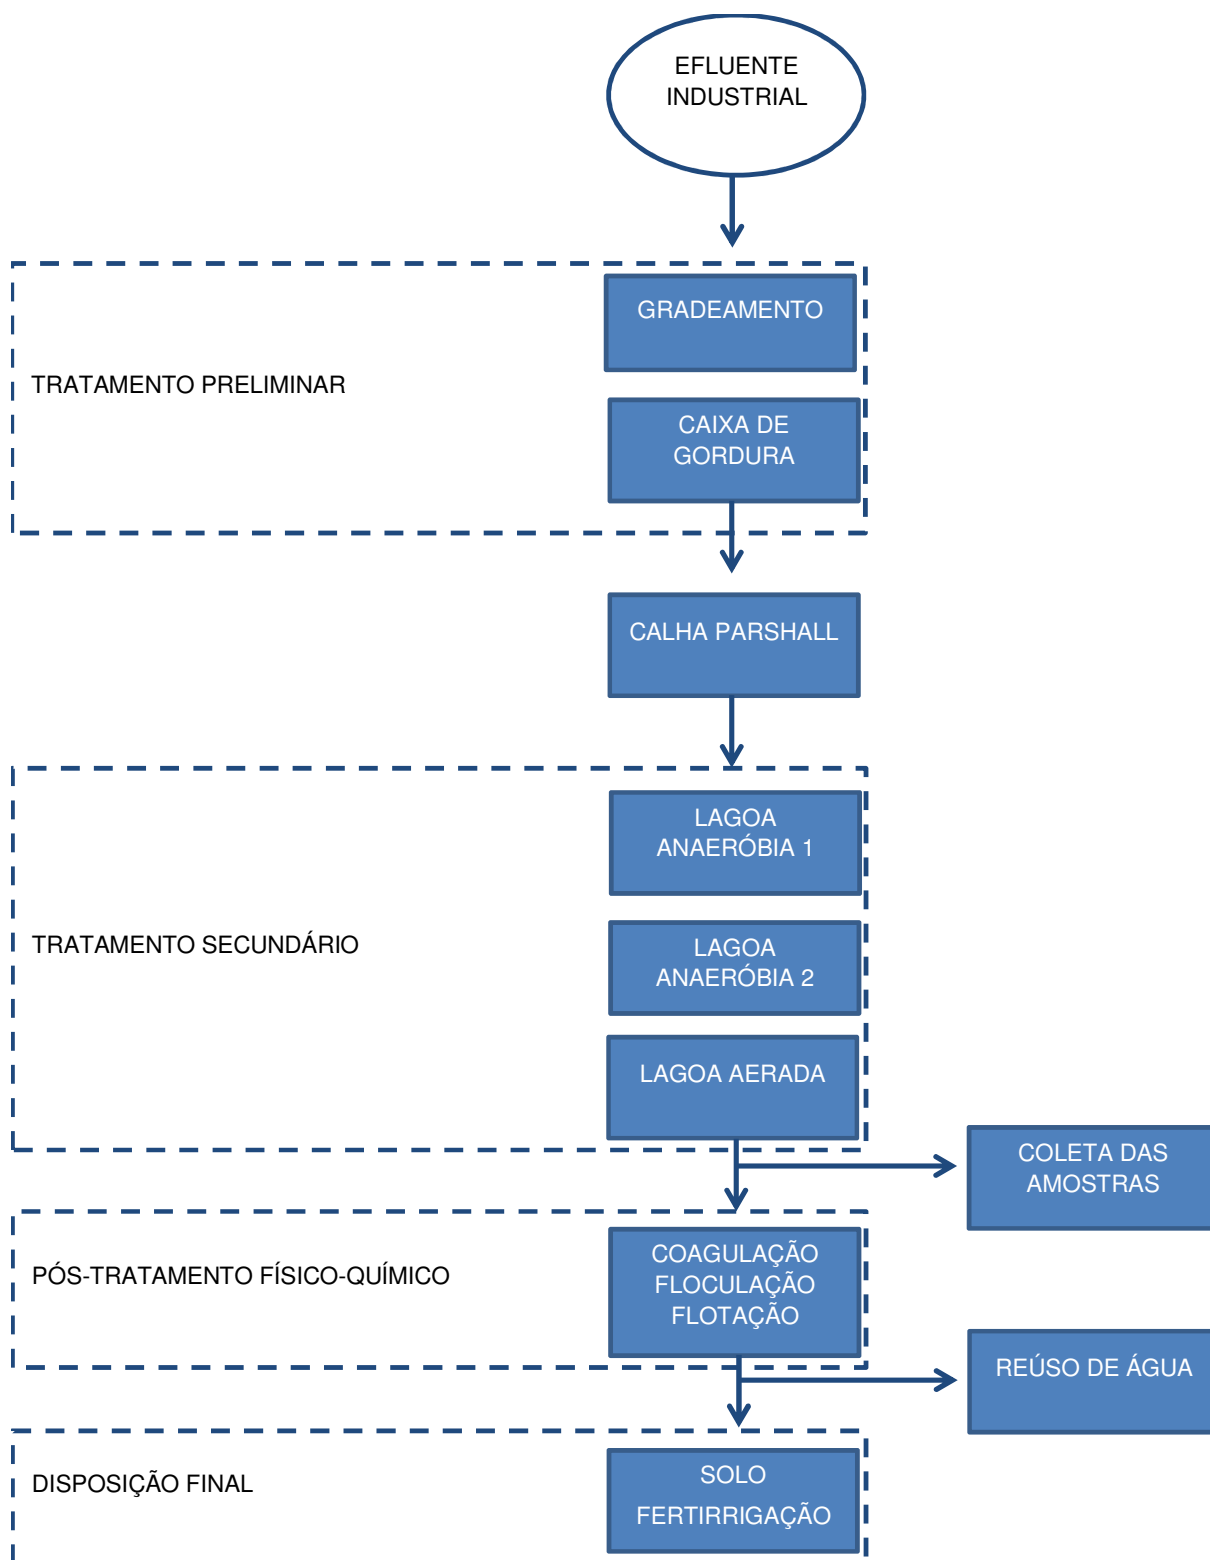 EFLUENTE
INDUSTRIAL
GRADEAMENTO
TRATAMENTO PRELIMINAR
CAIXA DE
GORDURA
CALHA PARSHALL
LAGOA
ANAERÓBIA 1
TRATAMENTO SECUNDÁRIO
LAGOA
ANAERÓBIA 2
LAGOA AERADA
COLETA DAS
AMOSTRAS
PÓS-TRATAMENTO FÍSICO-QUÍMICO
COAGULAÇÃO
FLOCULAÇÃO
FLOTAÇÃO
REÚSO DE ÁGUA
DISPOSIÇÃO FINAL
SOLO
FERTIRRIGAÇÃO